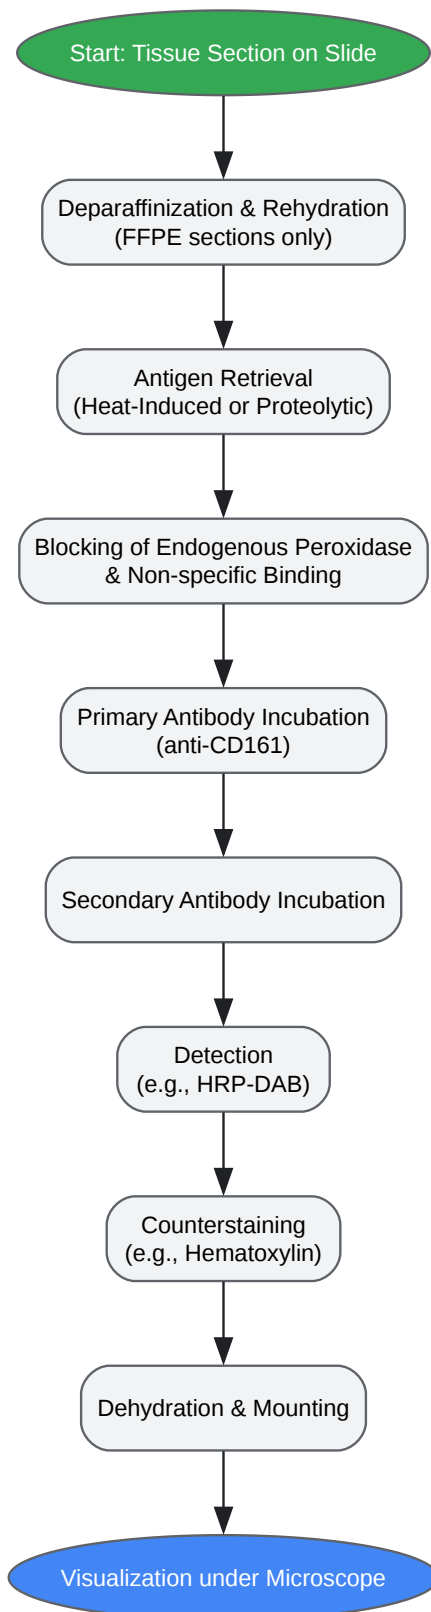 Start: Tissue Section on Slide
Deparaffinization & Rehydration
(FFPE sections only)
Antigen Retrieval
(Heat-Induced or Proteolytic)
Blocking of Endogenous Peroxidase
& Non-specific Binding
Primary Antibody Incubation
(anti-CD161)
Secondary Antibody Incubation
Detection
(e.g., HRP-DAB)
Counterstaining
(e.g., Hematoxylin)
Dehydration & Mounting
Visualization under Microscope